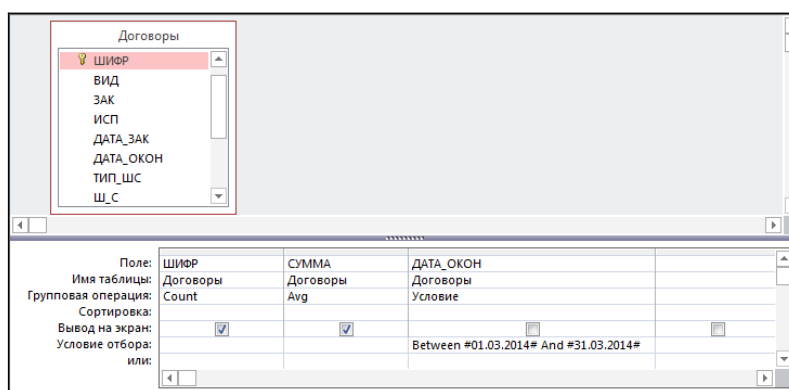 Договоры
ШИФР
ВИД
ЗАК
ИСП
ДАТА_ЗАК
ДАТА_ОКОН
ТИП_ШС
Ш_С
Поле: ШИФР СУММА ДАТА_ОКОН
Имя таблицы: Договоры Договоры Договоры
Групповая операция: Count Avg Условие
Сортировка:
Вывод на экран:
Условие отбора: Between #01.03.2014# And #31.03.2014#
или: